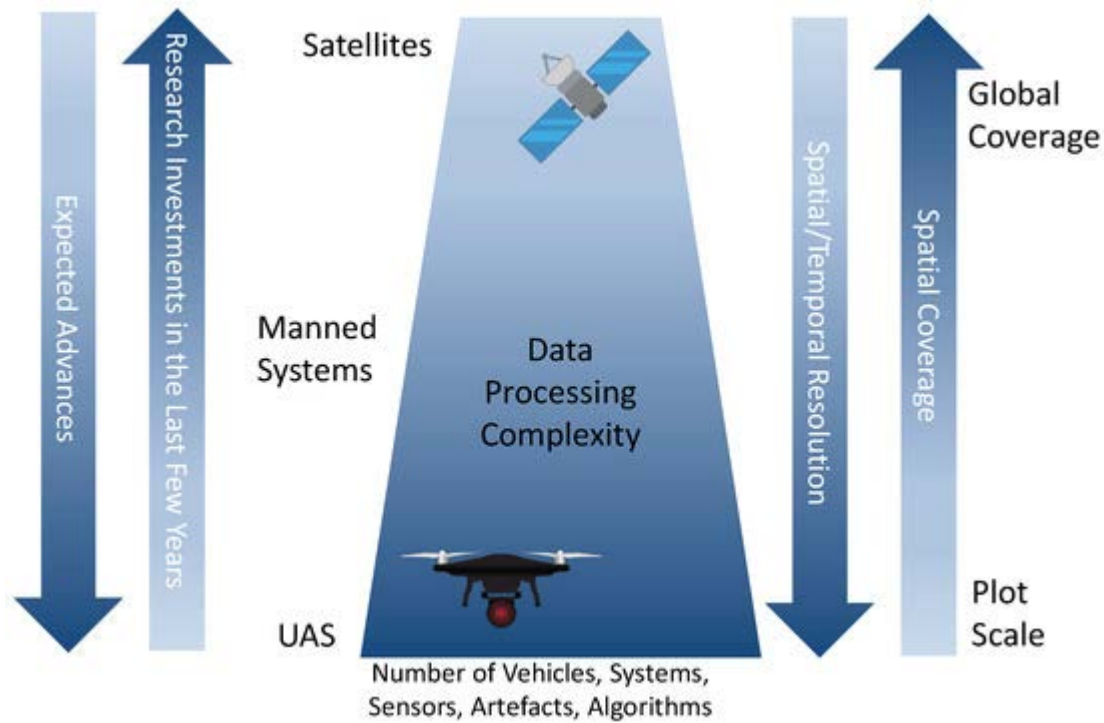 Expected Advances
Research Investments in the Last Few Years
Satellites
Manned
Systems
UAS
Data
Processing
Complexity
Number of Vehicles, Systems,
Sensors, Artefacts, Algorithms
Spatial/Temporal Resolution
Spatial Coverage
Global
Coverage
Plot
Scale